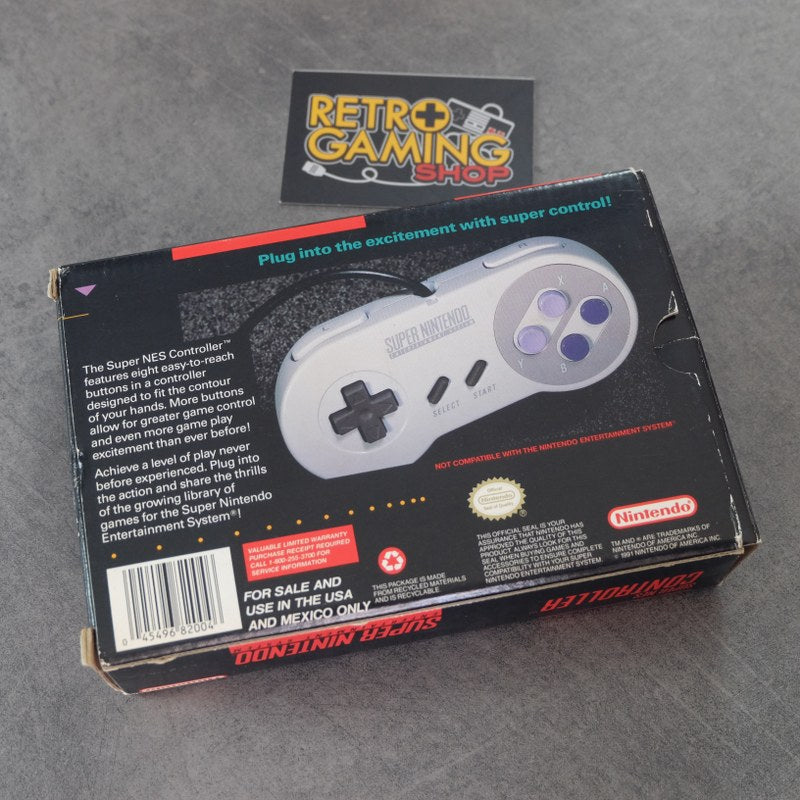 RETRO
GAMING
SHOP
Plug into the excitement with super control!
SUPER NINTENDO
ENTERTAINMENT SYSTEM
X
A
Y
B
SELECT
START
The Super NES Controller™
features eight easy-to-reach
buttons in a controller
designed to fit the contour
of your hands. More buttons
allow for greater game control
and even more game play
excitement than ever before!
Achieve a level of play never
before experienced. Plug into
the action and share the thrills
of the growing library of
games for the Super Nintendo
Entertainment System®!
NOT COMPATIBLE WITH THE NINTENDO ENTERTAINMENT SYSTEM®
VALUABLE LIMITED WARRANTY
PURCHASE RECEIPT REQUIRED
CALL 1-800-255-3700 FOR
SERVICE INFORMATION
FOR SALE AND
USE IN THE USA
AND MEXICO ONLY
THIS PACKAGE IS MADE
FROM RECYCLED MATERIALS
AND IS RECYCLABLE
Official
Nintendo
Seal of Quality
®
THIS OFFICIAL SEAL IS YOUR
ASSURANCE THAT NINTENDO HAS
APPROVED THE QUALITY OF THIS
PRODUCT. ALWAYS LOOK FOR THIS
SEAL WHEN BUYING GAMES AND
ACCESSORIES TO ENSURE COMPLETE
COMPATIBILITY WITH YOUR SUPER
NINTENDO ENTERTAINMENT SYSTEM.
Nintendo®
TM AND ® ARE TRADEMARKS OF
NINTENDO OF AMERICA INC.
© 1991 NINTENDO OF AMERICA INC.
0 45496 82004
SUPER NINTENDO
CONTROLLER